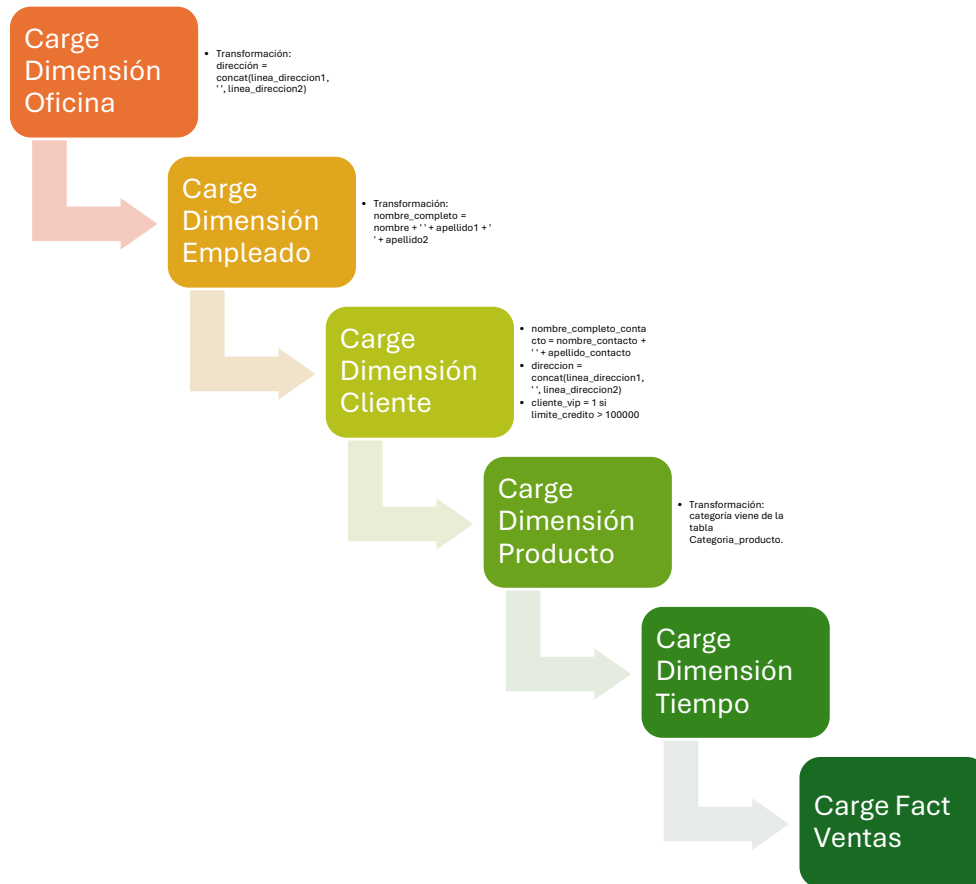 Carge
Dimensión
Oficina
• Transformación:
dirección =
concat(linea_direccion1,
' ', linea_direccion2)
Carge
Dimensión
Empleado
• Transformación:
nombre_completo =
nombre + ' ' + apellido1 + '
' + apellido2
Carge
Dimensión
Cliente
• nombre_completo_conta
cto = nombre_contacto +
' ' + apellido_contacto
• direccion =
concat(linea_direccion1,
' ', linea_direccion2)
• cliente_vip = 1 si
limite_credito > 100000
Carge
Dimensión
Producto
• Transformación:
categoría viene de la
tabla
Categoria_producto.
Carge
Dimensión
Tiempo
Carge Fact
Ventas